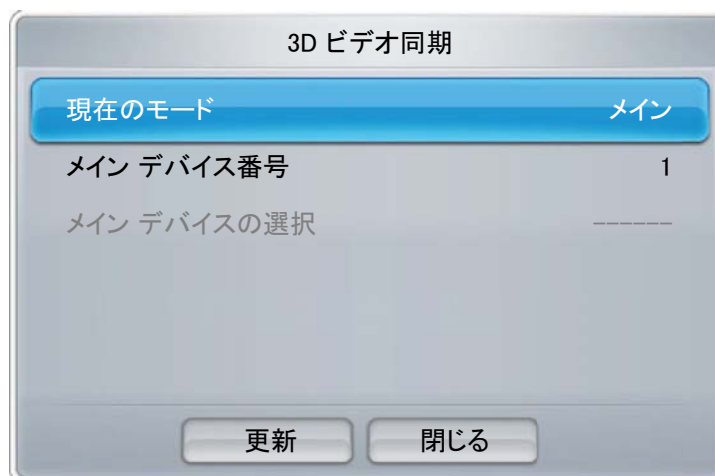 3D ビデオ同期
現在のモード メイン
メイン デバイス番号 1
メイン デバイスの選択 ------
更新 閉じる